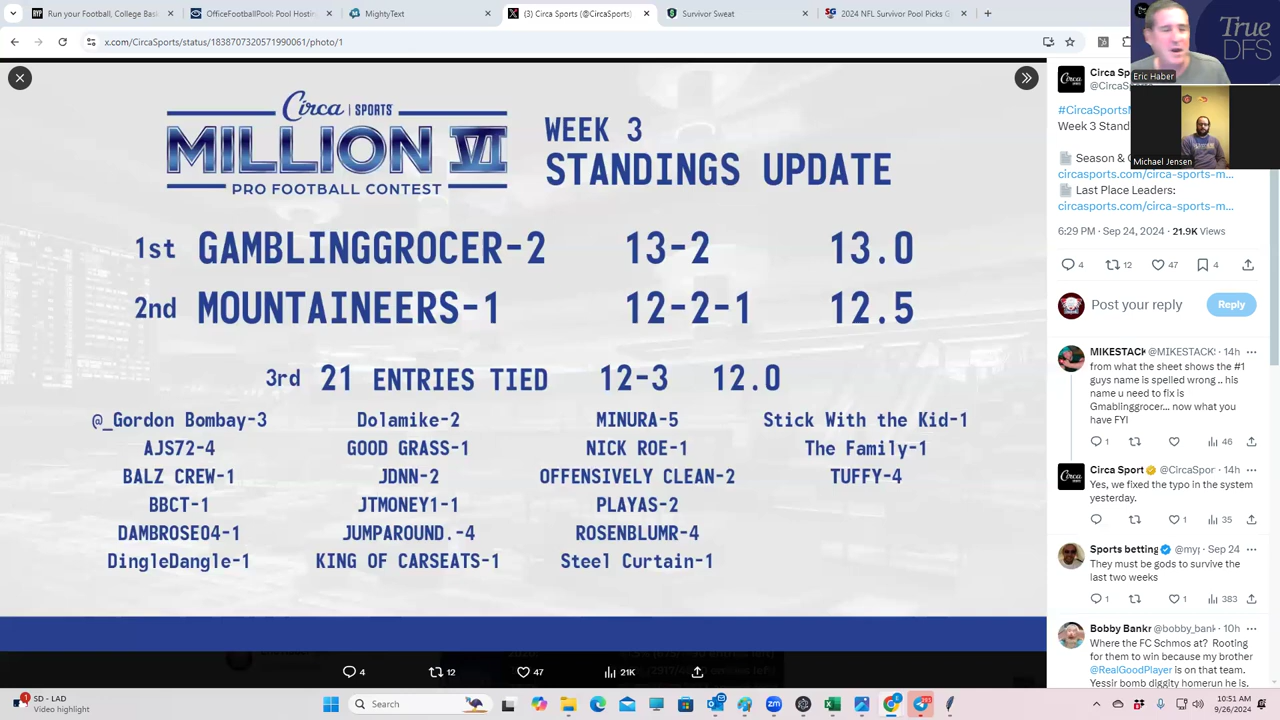 Run your Football, College Bask
OfficeFootballPool: Pool Hosting
MightyText
(3) Circa Sports (@CircaSports)
Survivor Sweat
2024 NFL Survivor Pool Picks G
x.com/CircaSports/status/1838707320571990061/photo/1
True
DFS
Eric Haber
Michael Jensen
Circa | SPORTS
MILLION VI
PRO FOOTBALL CONTEST
WEEK 3
STANDINGS UPDATE
1st GAMBLINGGROCER-2 13-2 13.0
2nd MOUNTAINEERS-1 12-2-1 12.5
3rd 21 ENTRIES TIED 12-3 12.0
@_Gordon Bombay-3 Dolamike-2 MINURA-5 Stick With the Kid-1
AJS72-4 GOOD GRASS-1 NICK ROE-1 The Family-1
BALZ CREW-1 JDNN-2 OFFENSIVELY CLEAN-2 TUFFY-4
BBCT-1 JTMONEY1-1 PLAYAS-2
DAMBROSE04-1 JUMPAROUND.-4 ROSENBLUMR-4
DingleDangle-1 KING OF CARSEATS-1 Steel Curtain-1
4 12 47 21K
Circa
Circa Sp
@CircaSports
#CircaSports
Week 3 Stand
Season &
circasports.com/circa-sports-m...
Last Place Leaders:
circasports.com/circa-sports-m...
6:29 PM · Sep 24, 2024 · 21.9K Views
4 12 47 4
Post your reply
Reply
MIKESTACK @MIKESTACK: · 14h
from what the sheet shows the #1
guys name is spelled wrong .. his
name u need to fix is
Gmablinggrocer... now what you
have FYI
1 46
Circa
Circa Sport @CircaSpor · 14h
Yes, we fixed the typo in the system
yesterday.
1 35
Sports betting @myp · Sep 24
They must be gods to survive the
last two weeks
1 1 383
Bobby Bankr @bobby_bank · 10h
Where the FC Schmos at? Rooting
for them to win because my brother
@RealGoodPlayer is on that team.
Yessir bomb diggity homerun he is.
1
SD - LAD
Video highlight
Search
10:51 AM
9/26/2024